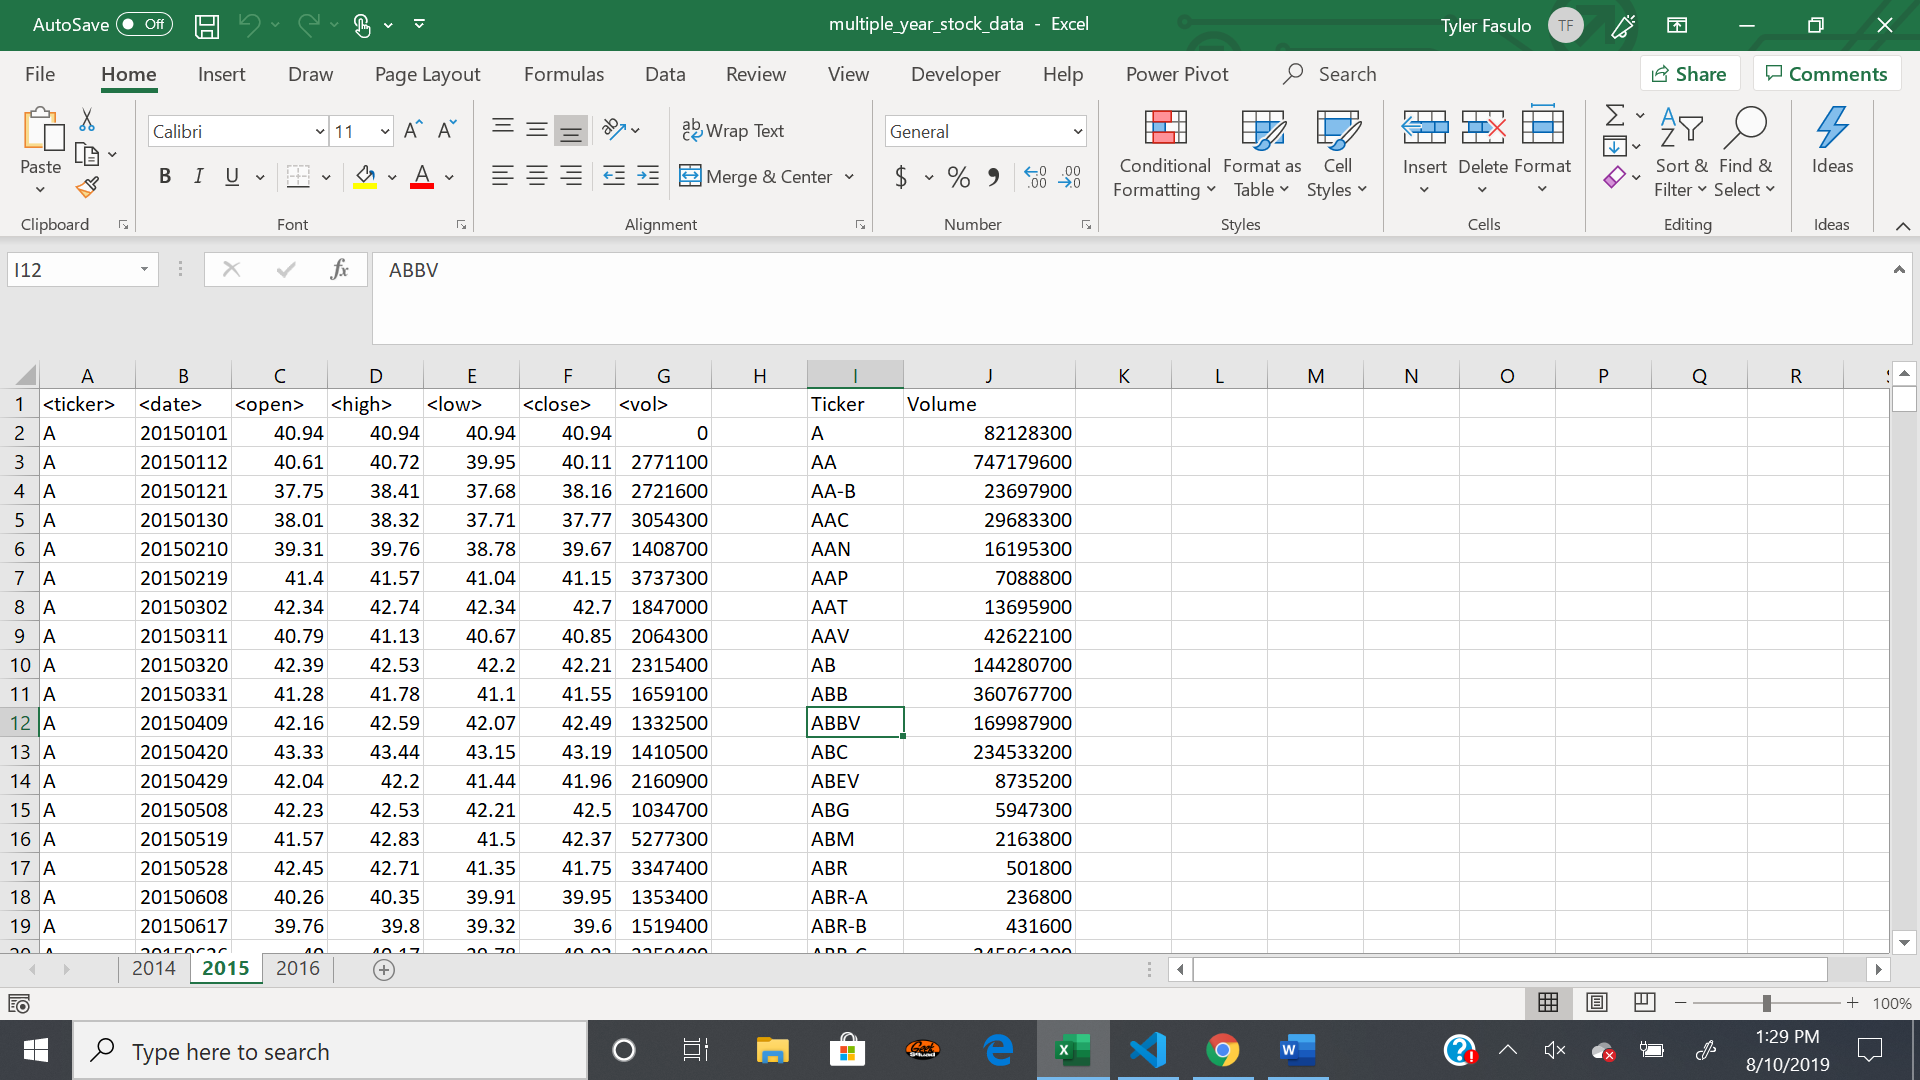 AutoSave Off multiple_year_stock_data - Excel Tyler Fasulo TF
File Home Insert Draw Page Layout Formulas Data Review View Developer Help Power Pivot Search Share Comments
Paste Calibri 11 B I U Wrap Text Merge & Center General $ % Conditional Formatting Format as Table Cell Styles Insert Delete Format Sort & Filter Find & Select Ideas
Clipboard Font Alignment Number Styles Cells Editing Ideas
I12 fx ABBV
A B C D E F G H I J K L M N O P Q R
1 <ticker> <date> <open> <high> <low> <close> <vol> Ticker Volume
2 A 20150101 40.94 40.94 40.94 40.94 0 A 82128300
3 A 20150112 40.61 40.72 39.95 40.11 2771100 AA 747179600
4 A 20150121 37.75 38.41 37.68 38.16 2721600 AA-B 23697900
5 A 20150130 38.01 38.32 37.71 37.77 3054300 AAC 29683300
6 A 20150210 39.31 39.76 38.78 39.67 1408700 AAN 16195300
7 A 20150219 41.4 41.57 41.04 41.15 3737300 AAP 7088800
8 A 20150302 42.34 42.74 42.34 42.7 1847000 AAT 13695900
9 A 20150311 40.79 41.13 40.67 40.85 2064300 AAV 42622100
10 A 20150320 42.39 42.53 42.2 42.21 2315400 AB 144280700
11 A 20150331 41.28 41.78 41.1 41.55 1659100 ABB 360767700
12 A 20150409 42.16 42.59 42.07 42.49 1332500 ABBV 169987900
13 A 20150420 43.33 43.44 43.15 43.19 1410500 ABC 234533200
14 A 20150429 42.04 42.2 41.44 41.96 2160900 ABEV 8735200
15 A 20150508 42.23 42.53 42.21 42.5 1034700 ABG 5947300
16 A 20150519 41.57 42.83 41.5 42.37 5277300 ABM 2163800
17 A 20150528 42.45 42.71 41.35 41.75 3347400 ABR 501800
18 A 20150608 40.26 40.35 39.91 39.95 1353400 ABR-A 236800
19 A 20150617 39.76 39.8 39.32 39.6 1519400 ABR-B 431600
2014 2015 2016
100%
Type here to search 1:29 PM
8/10/2019